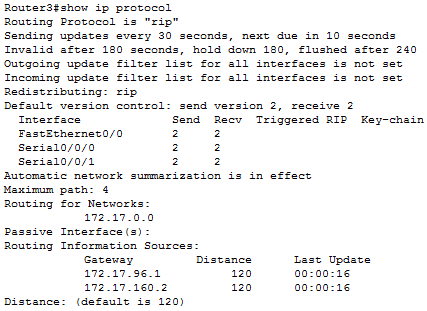 Router3#show ip protocol
Routing Protocol is "rip"
Sending updates every 30 seconds, next due in 10 seconds
Invalid after 180 seconds, hold down 180, flushed after 240
Outgoing update filter list for all interfaces is not set
Incoming update filter list for all interfaces is not set
Redistributing: rip
Default version control: send version 2, receive 2
Interface Send Recv Triggered RIP Key-chain
FastEthernet0/0 2 2
Serial0/0/0 2 2
Serial0/0/1 2 2
Automatic network summarization is in effect
Maximum path: 4
Routing for Networks:
172.17.0.0
Passive Interface(s):
Routing Information Sources:
Gateway Distance Last Update
172.17.96.1 120 00:00:16
172.17.160.2 120 00:00:16
Distance: (default is 120)